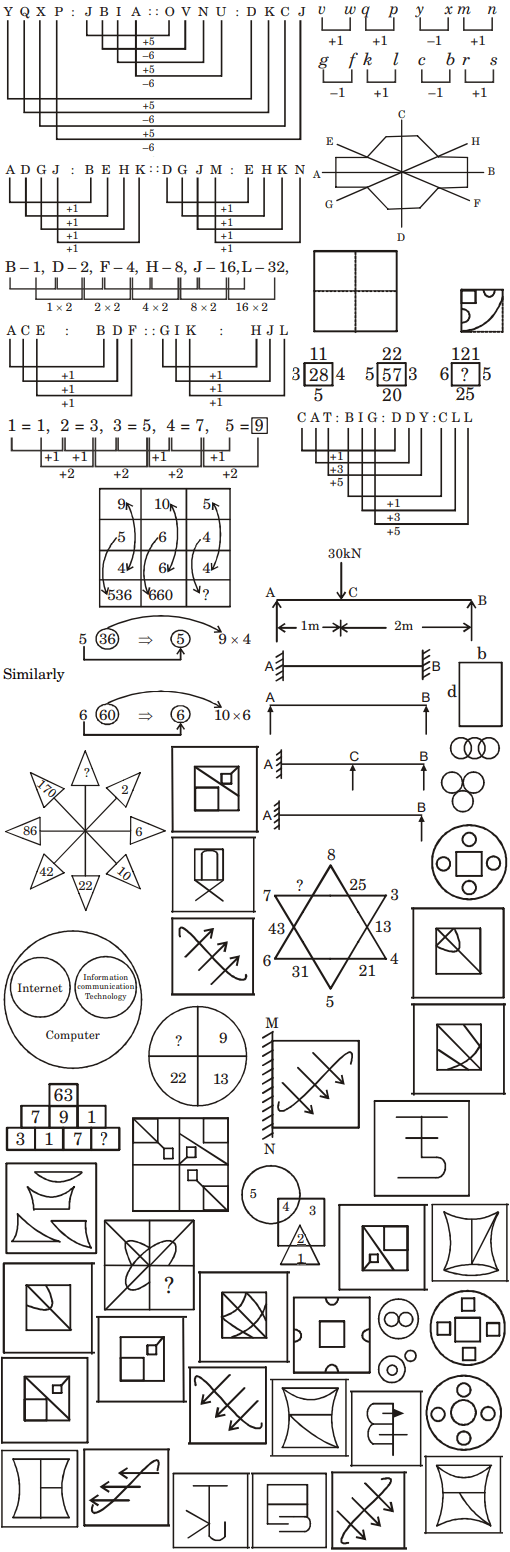 Y Q X P : J B I A :: O V N U : D K C J
+5
−6
+5
−6
+5
−6
+5
−6
v w q p y x m n
+1 +1 −1 +1
g f k l c b r s
−1 +1 −1 +1
C
E H
A B
G F
D
A D G J : B E H K :: D G J M : E H K N
+1 +1
+1 +1
+1 +1
+1 +1
B – 1, D – 2, F – 4, H – 8, J – 16, L – 32,
1 × 2 2 × 2 4 × 2 8 × 2 16 × 2
A C E : B D F :: G I K : H J L
+1 +1
+1 +1
+1 +1
11 22 121
3 28 4 5 57 3 6 ? 5
5 20 25
1 = 1, 2 = 3, 3 = 5, 4 = 7, 5 = 9
+1 +1 +1 +1
+2 +2 +2 +2
C A T : B I G : D D Y : C L L
+1
+3
+5
+1
+3
+5
9 10 5
5 6 4
4 6 4
536 660 ?
30kN
A C B
1m 2m
5 36 ⇒ 5 9 × 4
Similarly
6 60 ⇒ 6 10 × 6
A B
b
d
A B
A C B
A B
?
170 2
86 6
42 10
22
8
7 ? 25 3
43 13
6 31 21 4
5
Internet
Information
communication
Technology
Computer
? 9
22 13
M
N
63
7 9 1
3 1 7 ?
5
4 3
2
1
?